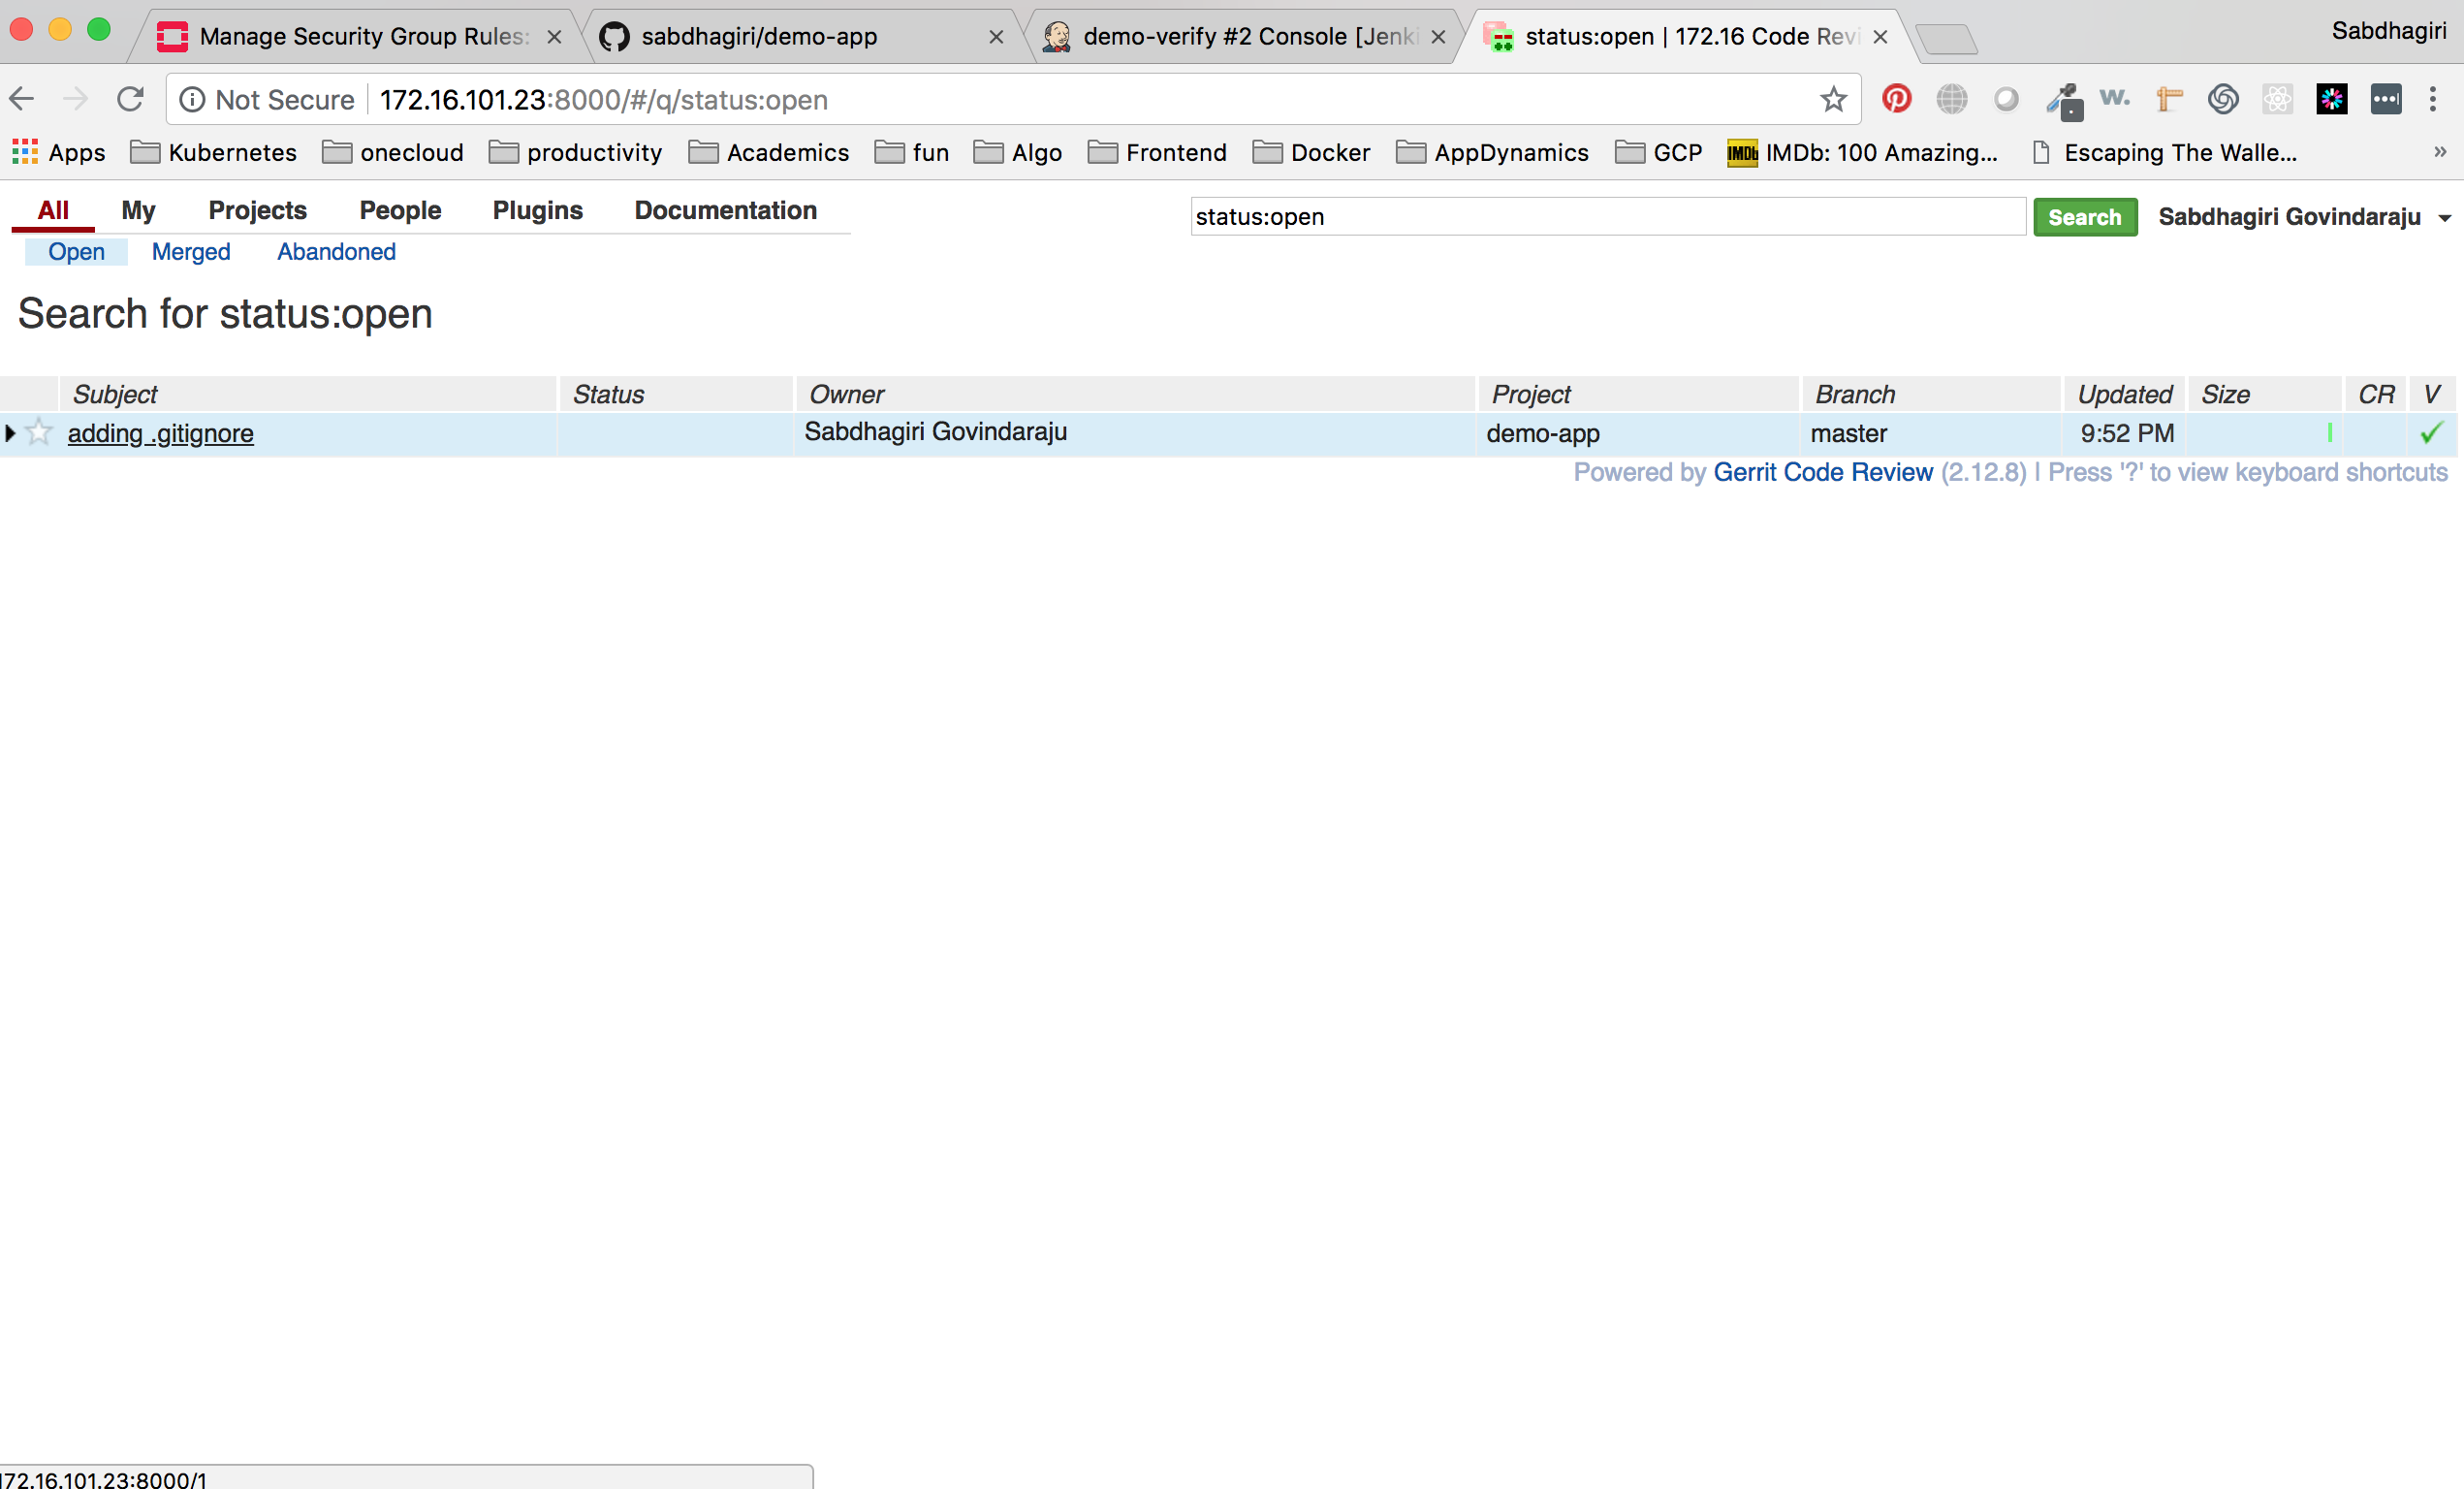 Manage Security Group Rules:
sabdhagiri/demo-app
demo-verify #2 Console [Jenki
status:open | 172.16 Code Revi
Sabdhagiri
Not Secure
172.16.101.23:8000/#/q/status:open
w.
Apps
Kubernetes
onecloud
productivity
Academics
fun
Algo
Frontend
Docker
AppDynamics
GCP
IMDb
IMDb: 100 Amazing...
Escaping The Walle...
»
All My Projects People Plugins Documentation
status:open
Search
Sabdhagiri Govindaraju
Open Merged Abandoned
Search for status:open
Subject Status Owner Project Branch Updated Size CR V
adding .gitignore Sabdhagiri Govindaraju demo-app master 9:52 PM
Powered by Gerrit Code Review (2.12.8) | Press '?' to view keyboard shortcuts
172.16.101.23:8000/1